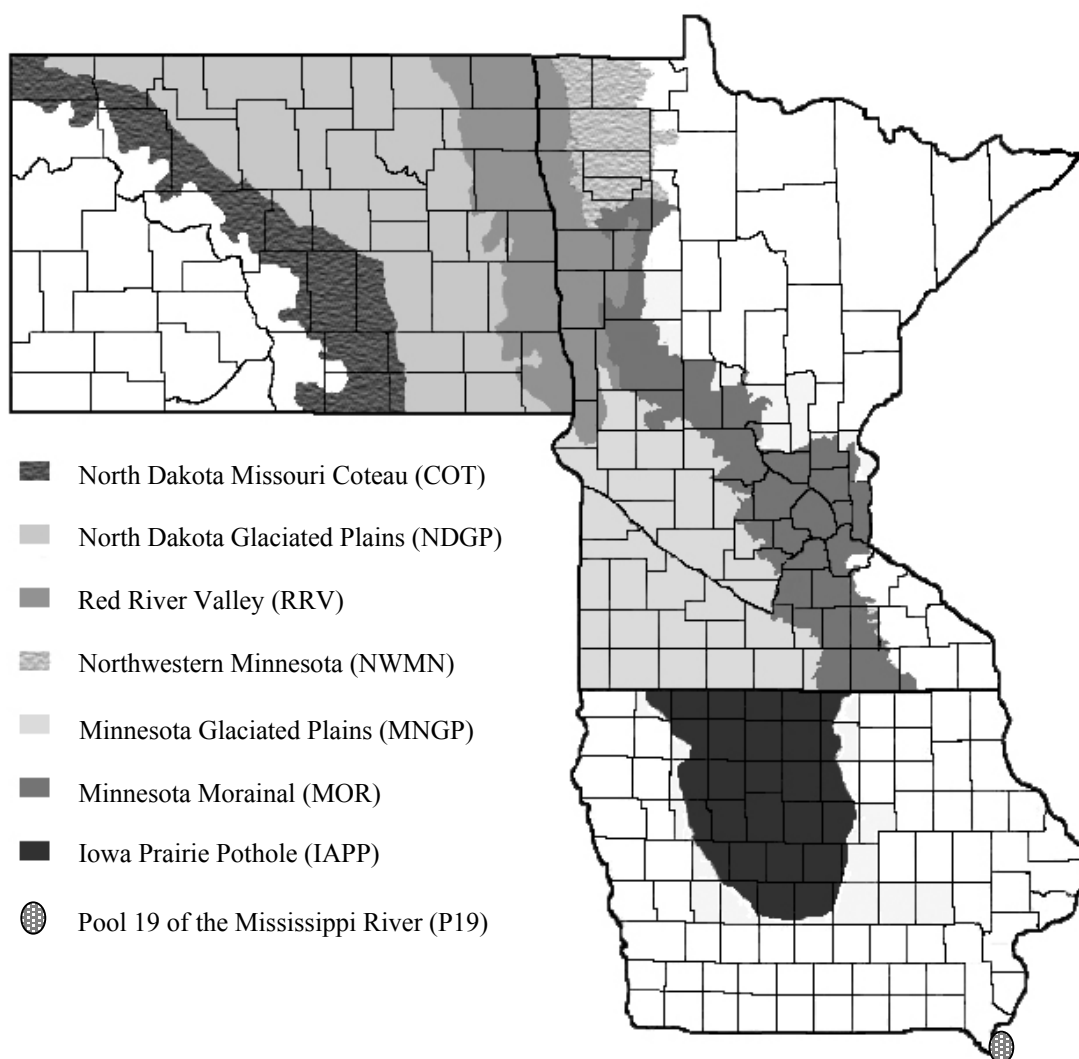 North Dakota Missouri Coteau (COT)
North Dakota Glaciated Plains (NDGP)
Red River Valley (RRV)
Northwestern Minnesota (NWMN)
Minnesota Glaciated Plains (MNGP)
Minnesota Morainal (MOR)
Iowa Prairie Pothole (IAPP)
Pool 19 of the Mississippi River (P19)